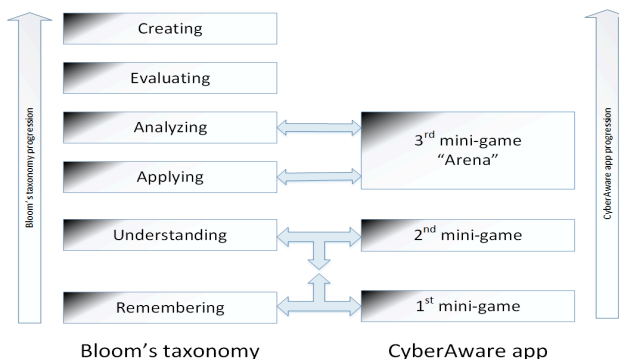 Creating
Evaluating
Analyzing
Applying
Understanding
Remembering
Bloom's taxonomy
Bloom's taxonomy progression
3rd mini-game
"Arena"
2nd mini-game
1st mini-game
CyberAware app
CyberAware app progression